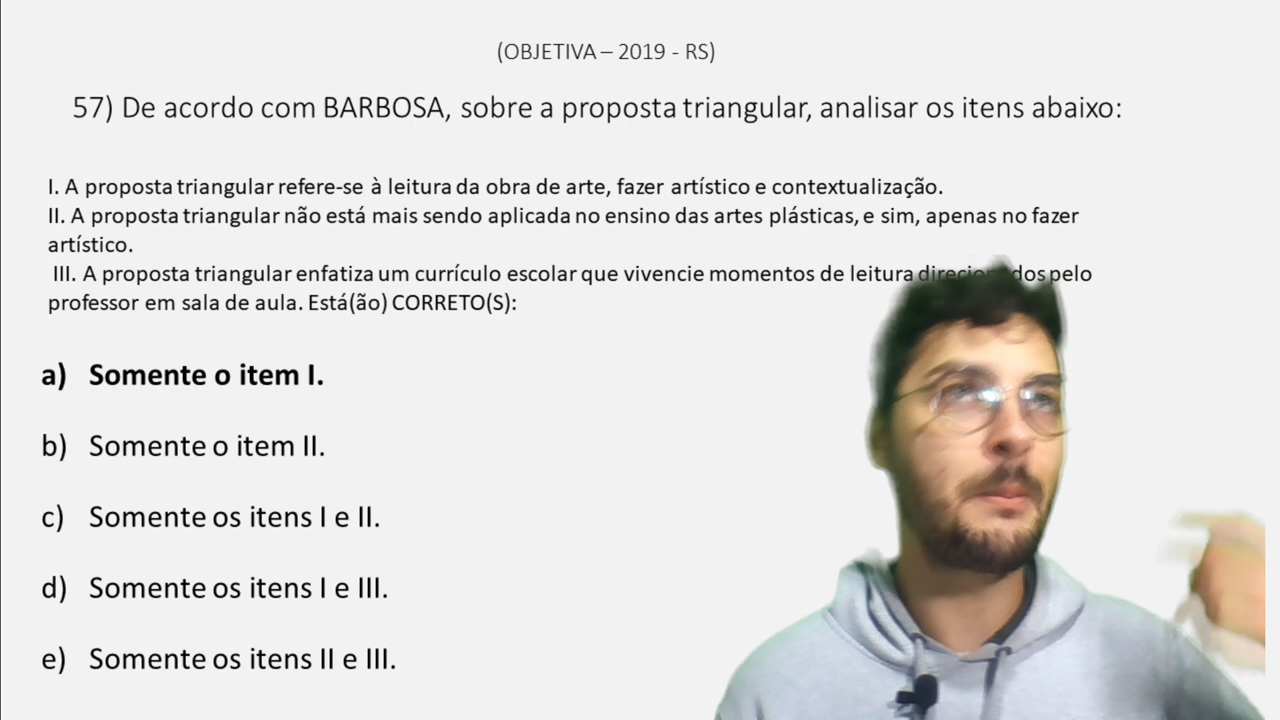 (OBJETIVA – 2019 - RS)
57) De acordo com BARBOSA, sobre a proposta triangular, analisar os itens abaixo:
I. A proposta triangular refere-se à leitura da obra de arte, fazer artístico e contextualização.
II. A proposta triangular não está mais sendo aplicada no ensino das artes plásticas, e sim, apenas no fazer
artístico.
III. A proposta triangular enfatiza um currículo escolar que vivencie momentos de leitura direcionados pelo
professor em sala de aula. Está(ão) CORRETO(S):
a) Somente o item I.
b) Somente o item II.
c) Somente os itens I e II.
d) Somente os itens I e III.
e) Somente os itens II e III.